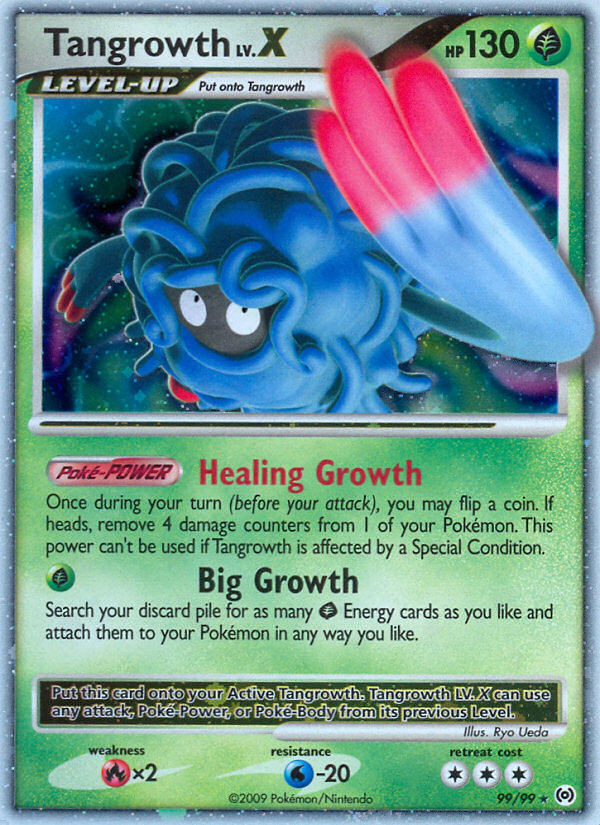 Tangrowth LV.X HP 130
LEVEL-UP Put onto Tangrowth
Poké-POWER Healing Growth
Once during your turn (before your attack), you may flip a coin. If
heads, remove 4 damage counters from 1 of your Pokémon. This
power can't be used if Tangrowth is affected by a Special Condition.
Big Growth
Search your discard pile for as many Energy cards as you like and
attach them to your Pokémon in any way you like.
Put this card onto your Active Tangrowth. Tangrowth LV. X can use
any attack, Poké-Power, or Poké-Body from its previous Level.
Illus. Ryo Ueda
weakness resistance retreat cost
×2 -20
©2009 Pokémon/Nintendo 99/99